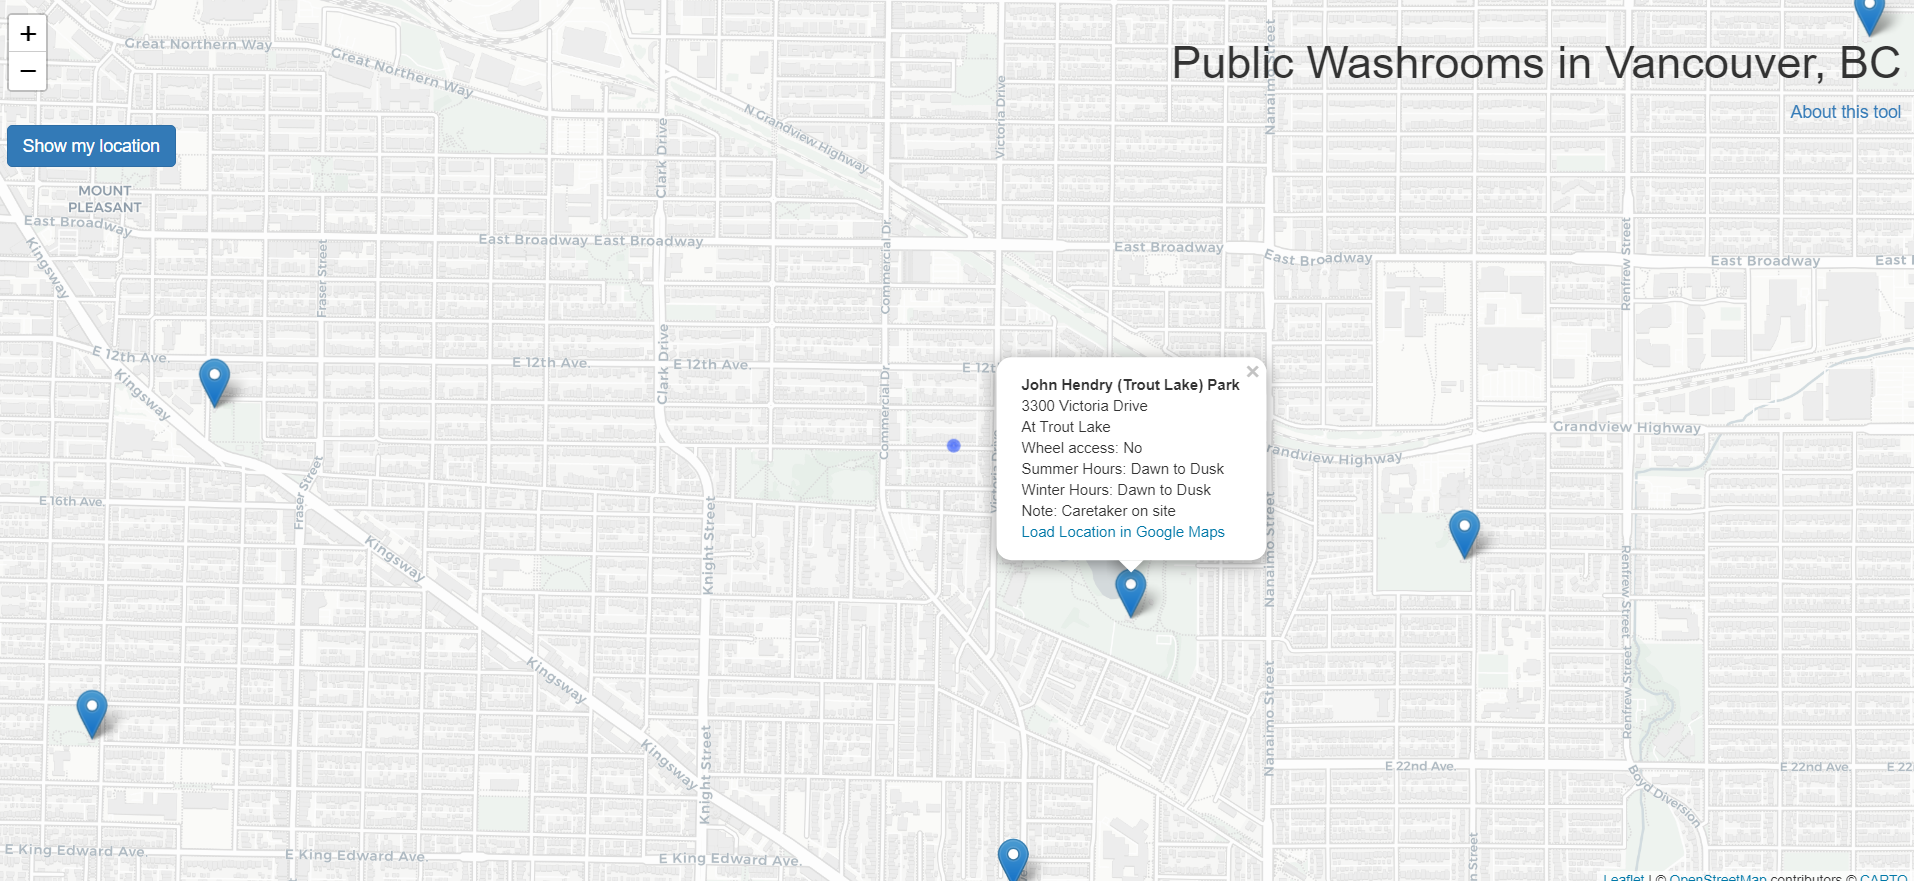 +
−
Show my location
Public Washrooms in Vancouver, BC
About this tool
Great Northern Way
Great Northern Way
N Grandview Highway
Victoria Drive
Nanaimo Street
Clark Drive
MOUNT
PLEASANT
East Broadway
East Broadway
East Broadway
East Broadway
East Broadway
East Broadway
Kingsway
Fraser Street
Commercial Dr.
Renfrew Street
E 12th Ave.
E 12th Ave.
E 12th Ave.
Kingsway
Clark Drive
Commercial Dr.
John Hendry (Trout Lake) Park
×
3300 Victoria Drive
At Trout Lake
Wheel access: No
Summer Hours: Dawn to Dusk
Winter Hours: Dawn to Dusk
Note: Caretaker on site
Load Location in Google Maps
Grandview Highway
E 16th Ave.
Fraser Street
Kingsway
Knight Street
Nanaimo Street
Renfrew Street
Kingsway
Nanaimo Street
Renfrew Street
Kingsway
Knight Street
E 22nd Ave.
E 22nd Ave.
E 22
Boyd Diversion
E King Edward Ave.
E King Edward Ave.
E King Edward Ave.
Leaflet | © OpenStreetMap contributors © CARTO